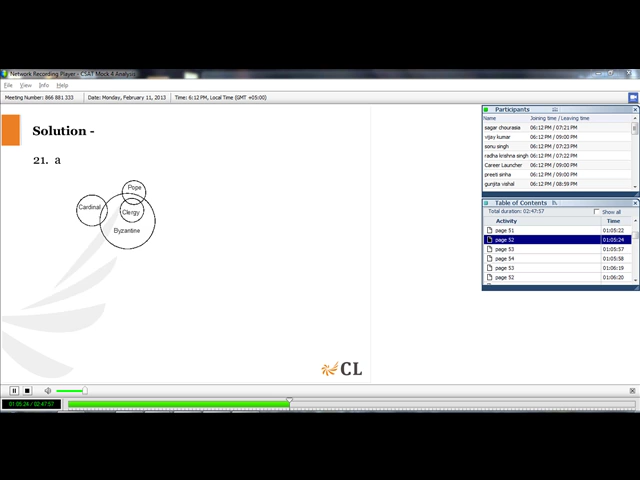 Network Recording Player - CSAT Mock 4 Analysis
File View Info Help
Meeting Number: 866 881 333 Date: Monday, February 11, 2013 Time: 6:12 PM, Local Time (GMT +05:00)
Solution -
21. a
Pope
Cardinal
Clergy
Byzantine
CL
Participants
Name Joining time / Leaving time
sagar chourasia 06:12 PM / 07:21 PM
vijay kumar 06:12 PM / 09:00 PM
sonu singh 06:12 PM / 07:23 PM
radha krishna singh 06:12 PM / 07:22 PM
Career Launcher 06:12 PM / 09:00 PM
preeti sinha 06:12 PM / 09:00 PM
gunjita vishal 06:12 PM / 08:59 PM
Table of Contents
Total duration: 02:47:57 Show all
Activity Time
page 51 01:05:22
page 52 01:05:24
page 53 01:05:57
page 54 01:05:58
page 53 01:06:19
page 52 01:06:20
01:05:24 / 02:47:57